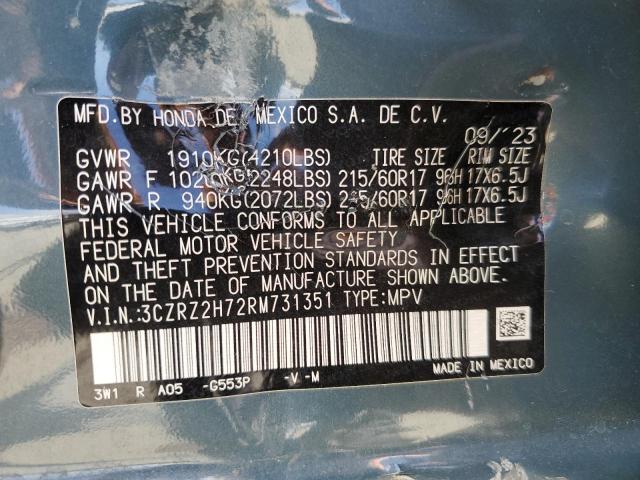 MFD.BY HONDA DE MEXICO S.A. DE C.V.
09/'23
GVWR 1910KG(4210LBS) TIRE SIZE RIM SIZE
GAWR F 1020KG(2248LBS) 215/60R17 96H 17X6.5J
GAWR R 940KG(2072LBS) 215/60R17 96H 17X6.5J
THIS VEHICLE CONFORMS TO ALL APPLICABLE
FEDERAL MOTOR VEHICLE SAFETY
AND THEFT PREVENTION STANDARDS IN EFFECT
ON THE DATE OF MANUFACTURE SHOWN ABOVE.
V.I.N.:3CZRZ2H72RM731351 TYPE:MPV
3W1 R A05 -G553P -V-M
MADE IN MEXICO